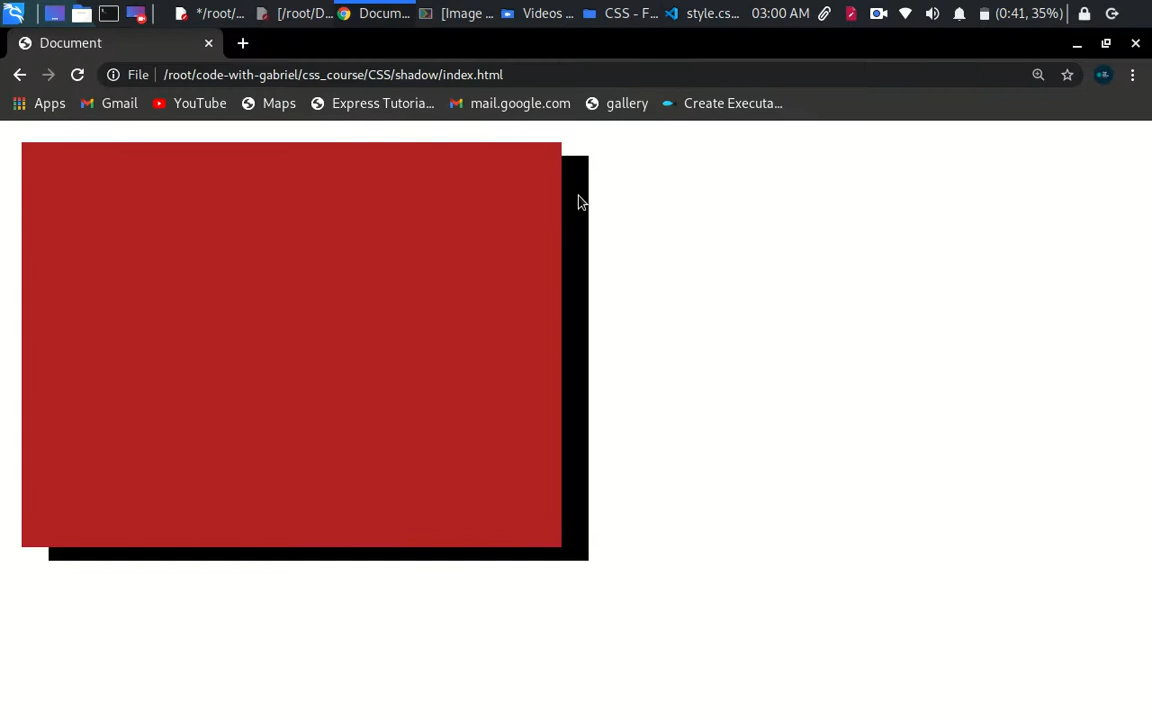 */root/... [/root/D... Docum... [Image ... Videos ... CSS - F... style.cs... 03:00 AM (0:41, 35%)
Document
File /root/code-with-gabriel/css_course/CSS/shadow/index.html
Apps Gmail YouTube Maps Express Tutoria... mail.google.com gallery Create Executa...